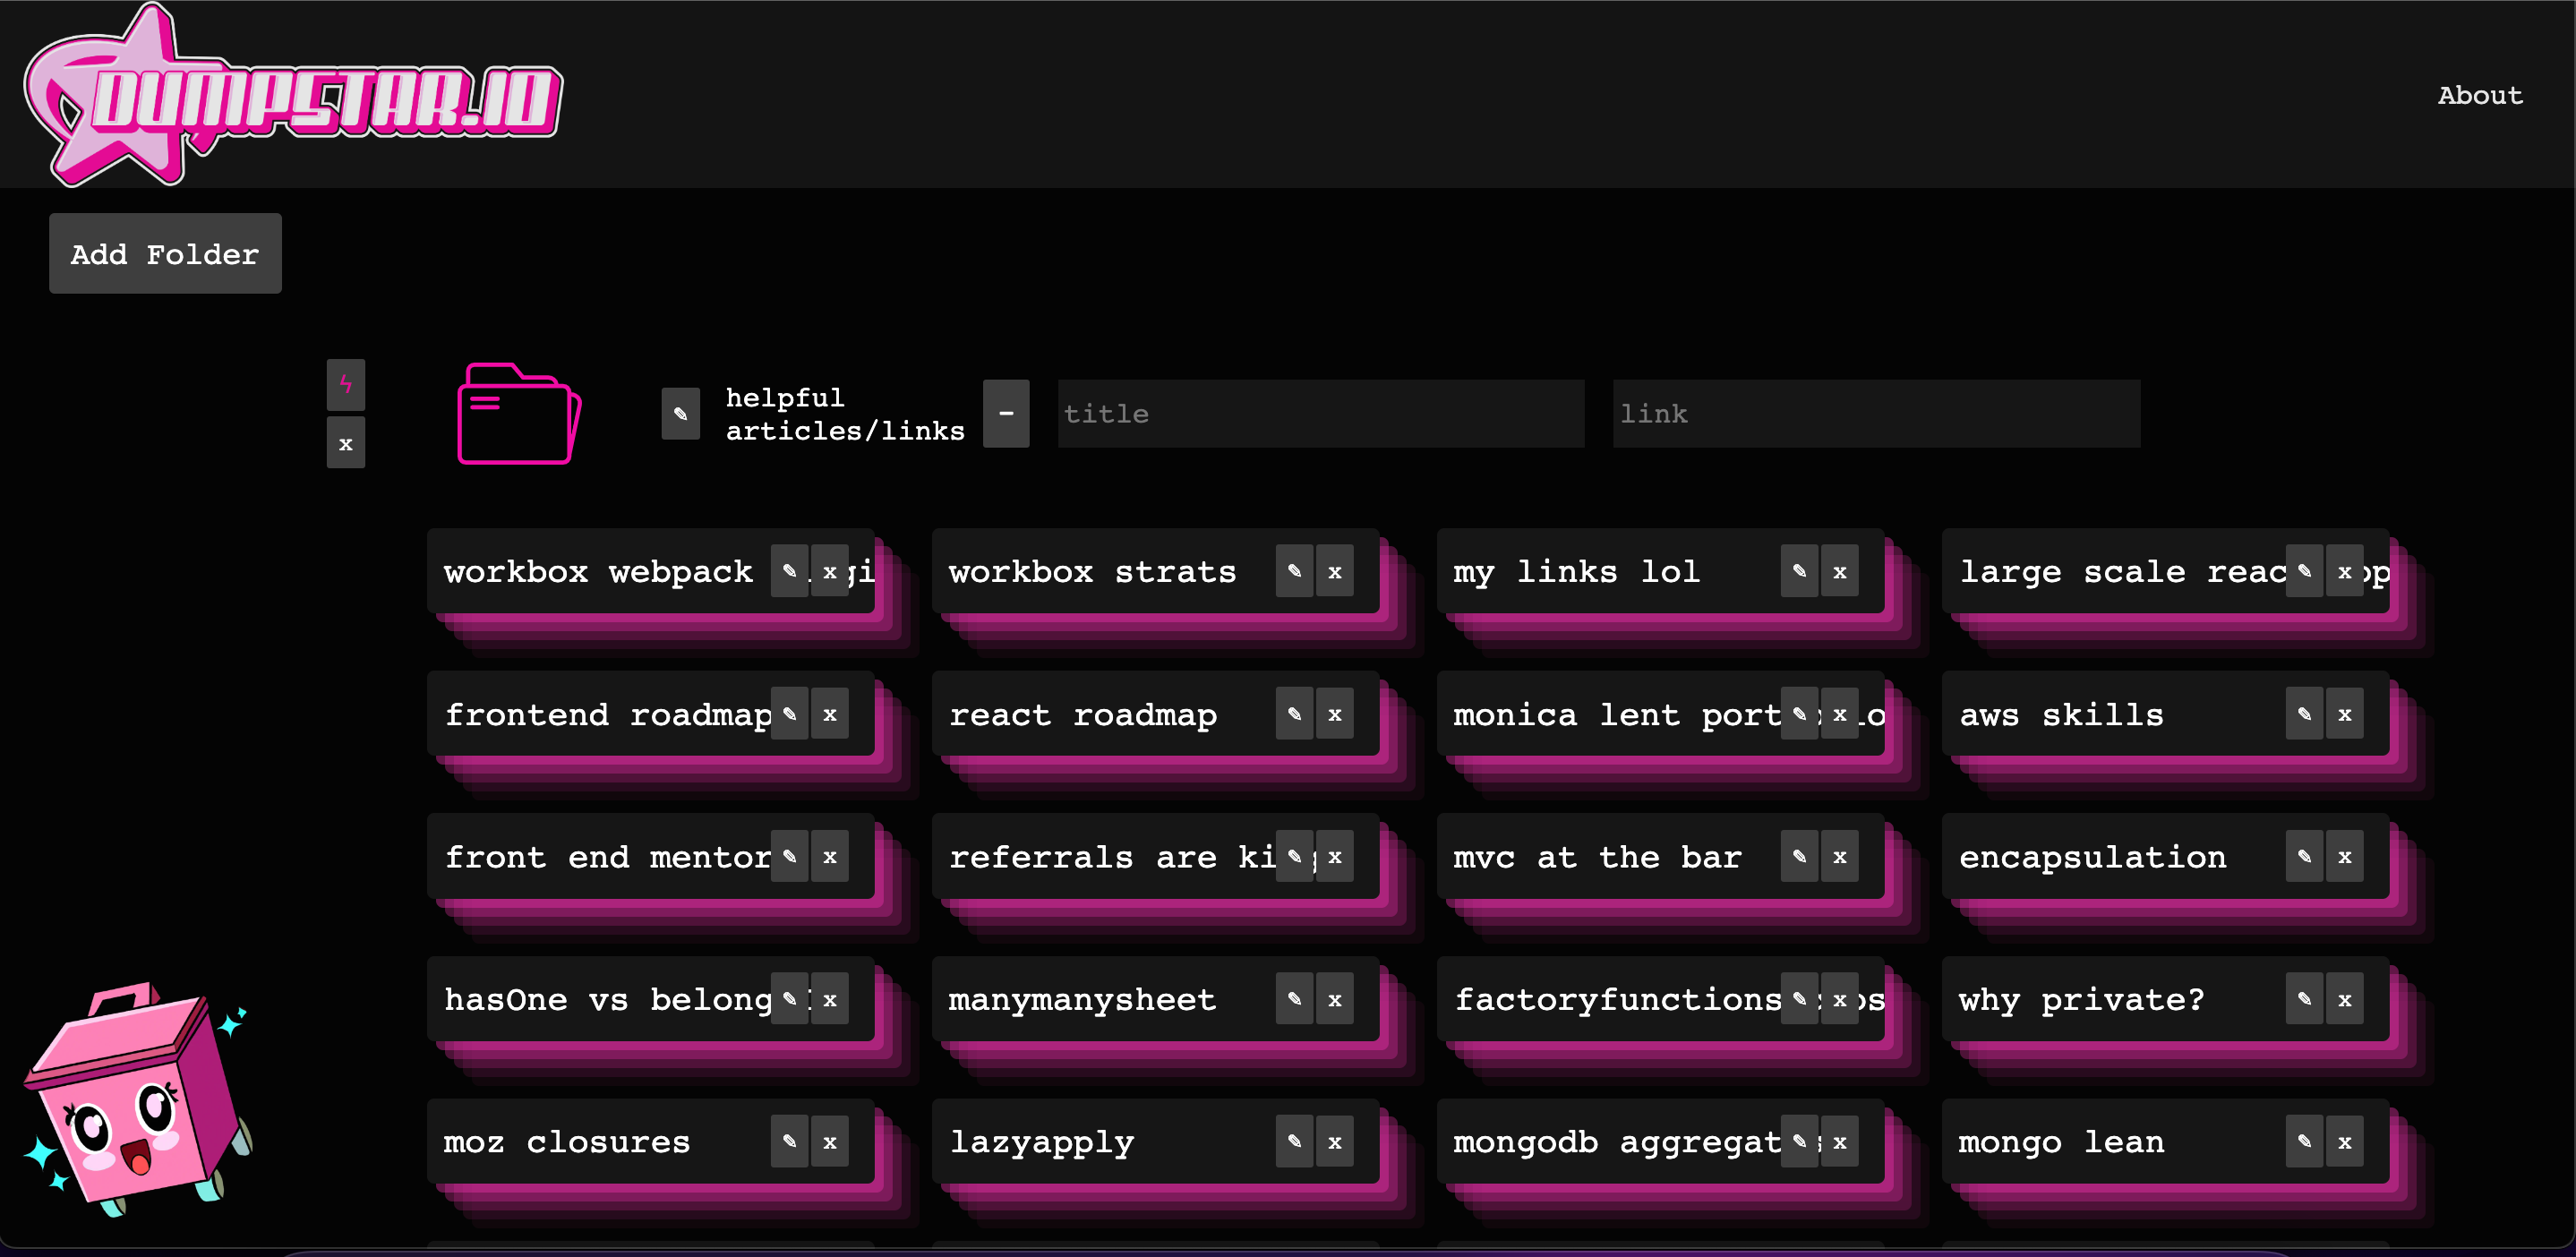 DUMPSTAR.IO
About
Add Folder
ϟ
x
✎
helpful
articles/links
–
title
link
workbox webpack gi ✎ x
workbox strats ✎ x
my links lol ✎ x
large scale reac pp ✎ x
frontend roadmap ✎ x
react roadmap ✎ x
monica lent port o ✎ x
aws skills ✎ x
front end mentor ✎ x
referrals are ki ✎ x
mvc at the bar ✎ x
encapsulation ✎ x
hasOne vs belong ✎ x
manymanysheet ✎ x
factoryfunctions s ✎ x
why private? ✎ x
moz closures ✎ x
lazyapply ✎ x
mongodb aggregat s ✎ x
mongo lean ✎ x